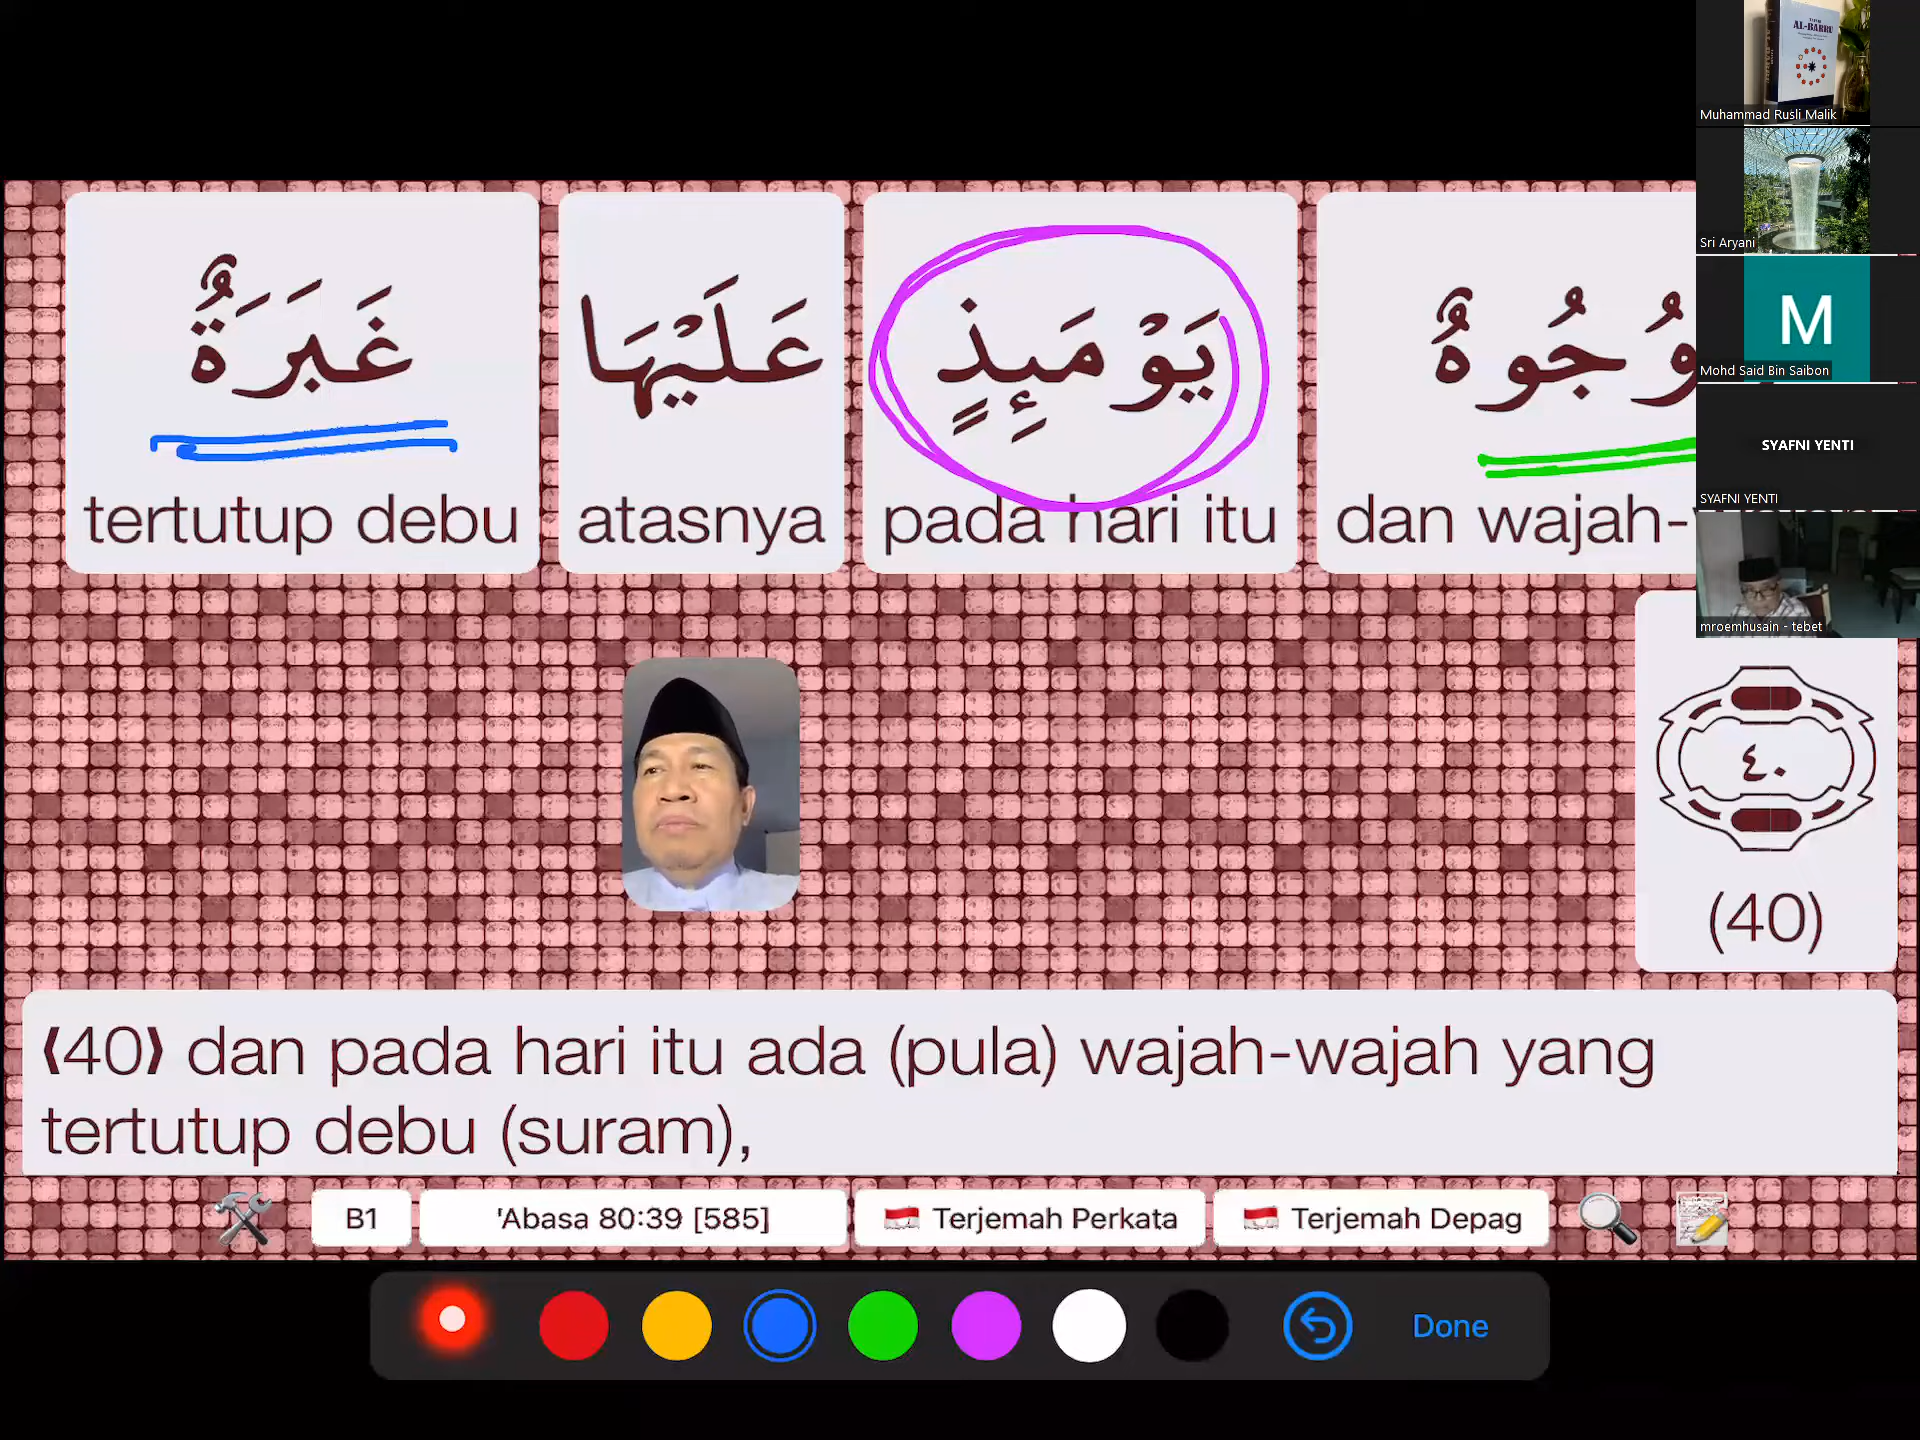 AL-BARRU
Muhammad Rusli Malik
Sri Aryani
M
Mohd Said Bin Saibon
SYAFNI YENTI
SYAFNI YENTI
mroemhusain - tebet
وُجُوهٌ يَوْمَئِذٍ عَلَيْهَا غَبَرَةٌ
dan wajah-
pada hari itu
atasnya
tertutup debu
٤٠
(40)
﴾40﴿ dan pada hari itu ada (pula) wajah-wajah yang
tertutup debu (suram),
B1
'Abasa 80:39 [585]
Terjemah Perkata
Terjemah Depag
Done